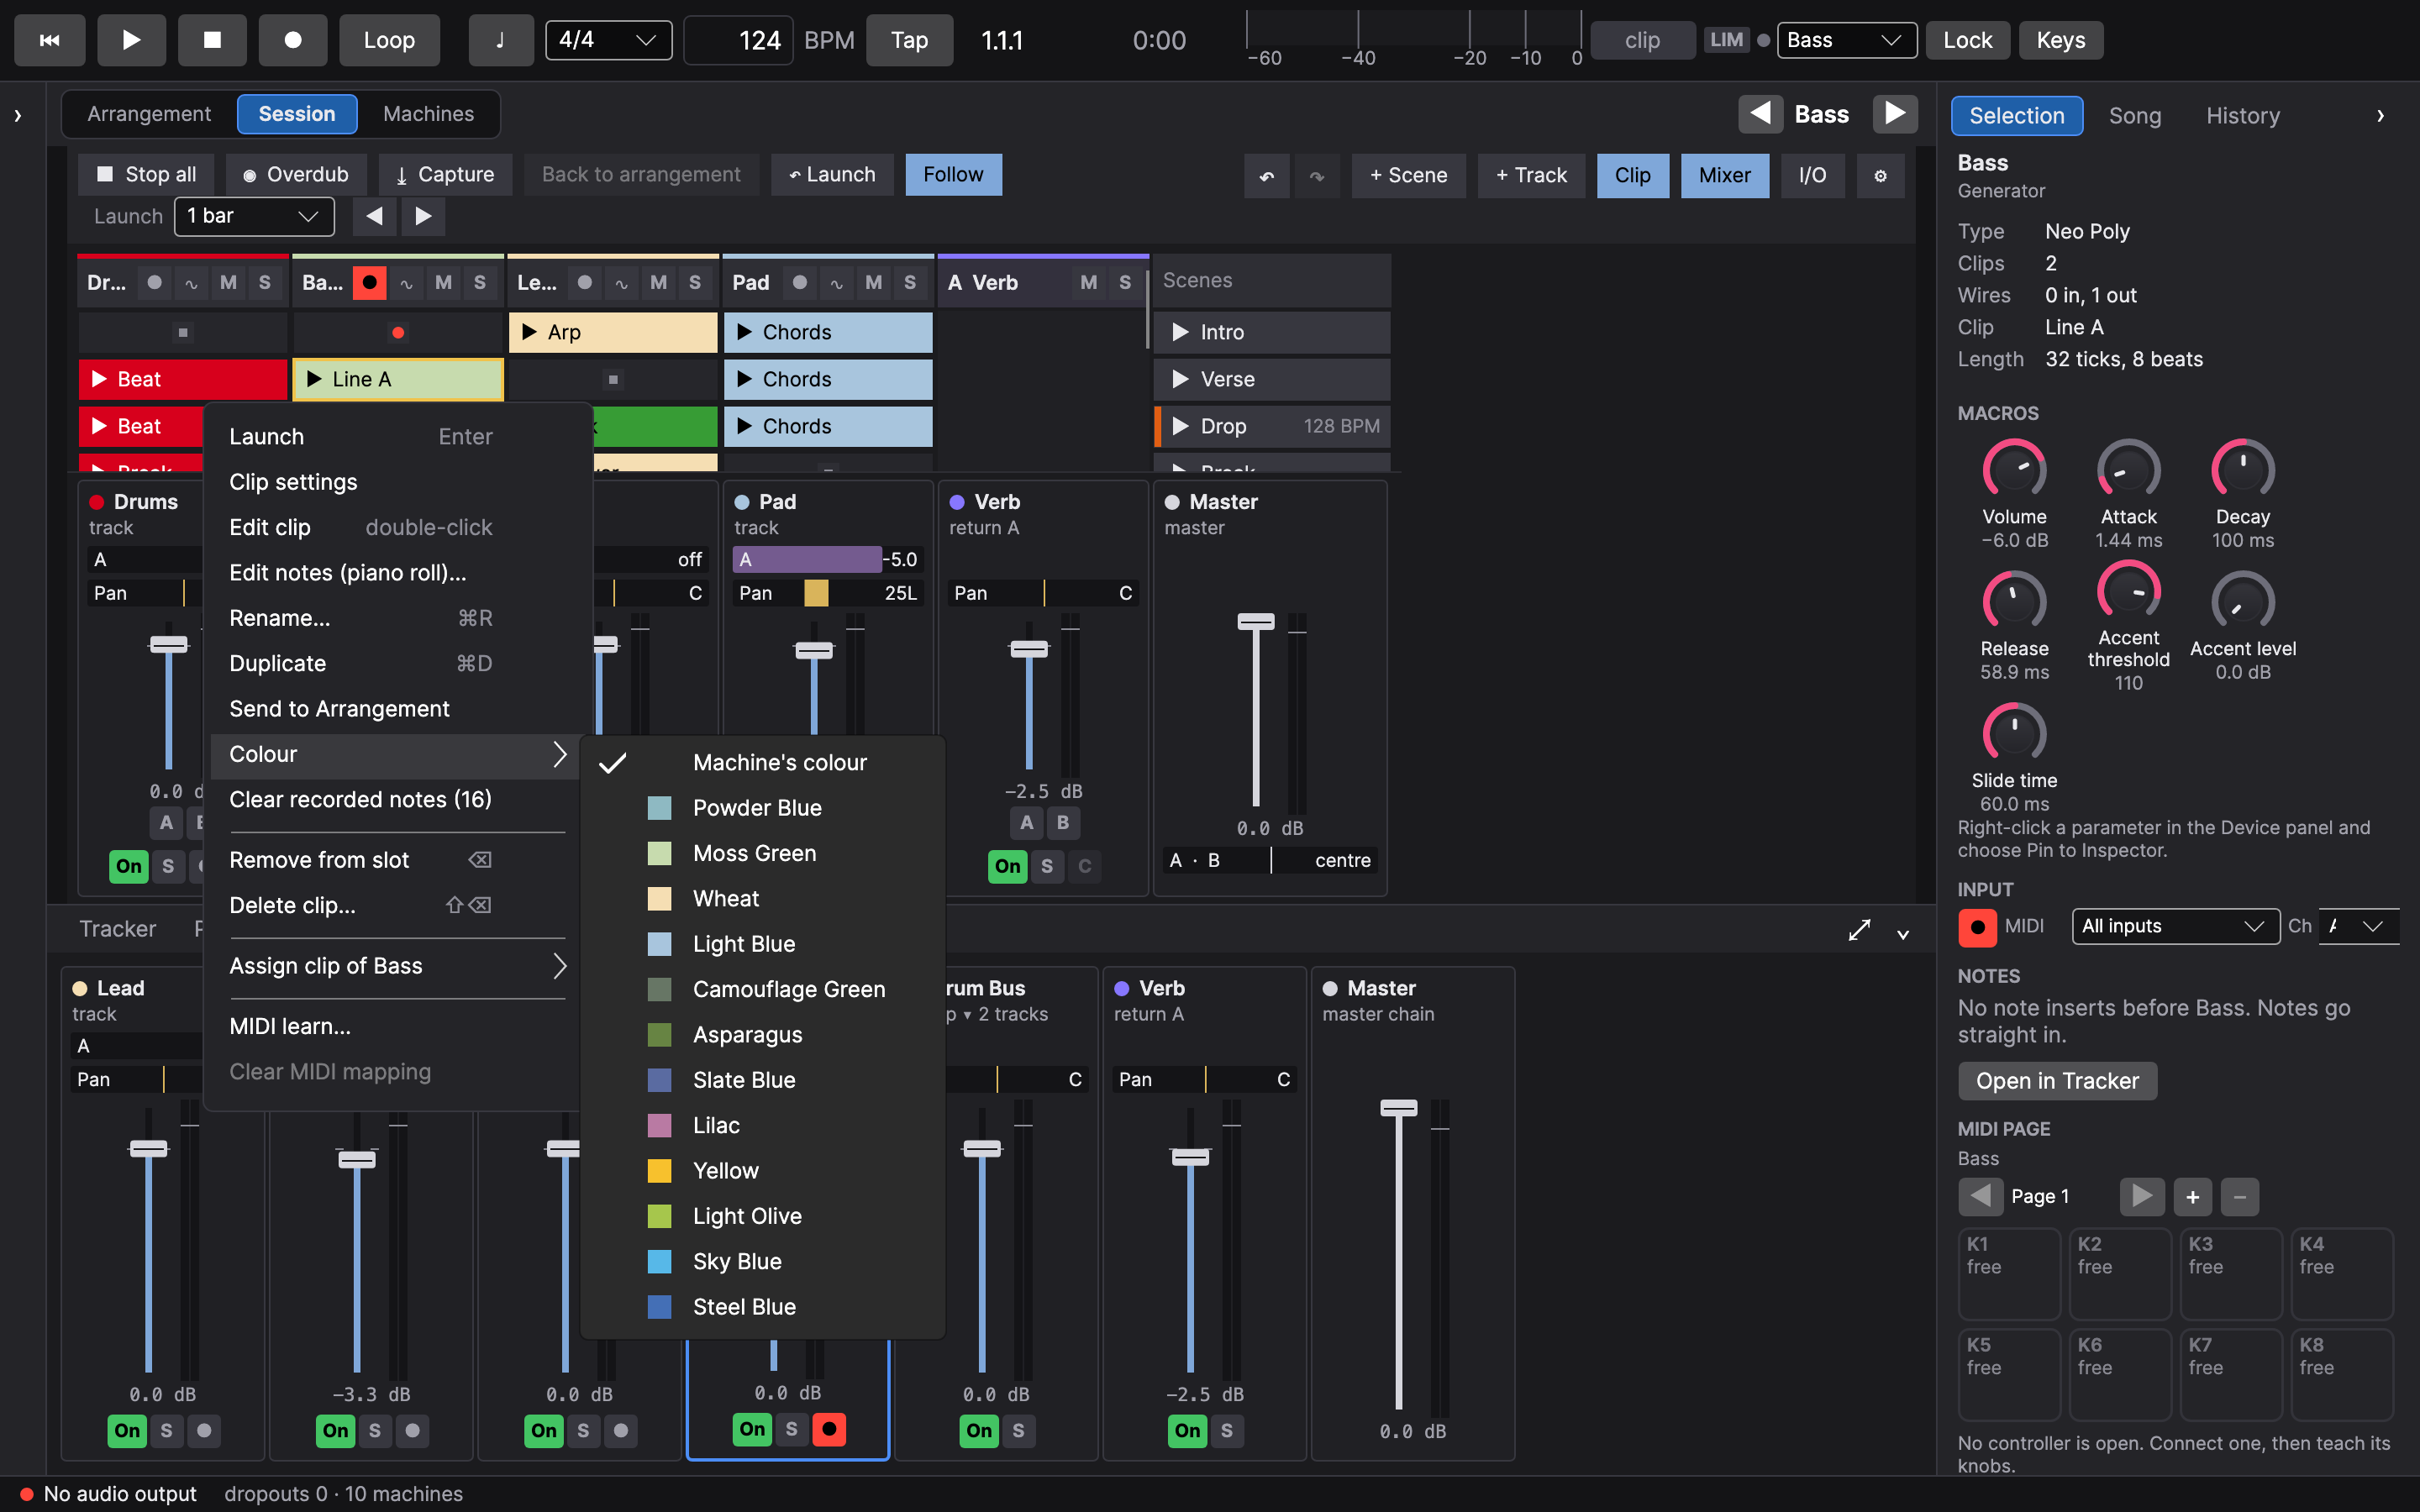 Loop
4/4
124 BPM
Tap
1.1.1
0:00
−60 −40 −20 −10 0
clip
LIM
Bass
Lock
Keys
Arrangement
Session
Machines
Bass
Stop all
Overdub
Capture
Back to arrangement
Launch
Follow
+ Scene
+ Track
Clip
Mixer
I/O
Launch
1 bar
Dr... M S
Ba... M S
Le... M S
Pad M S
A Verb M S
Scenes
Arp
Chords
Intro
Beat
Line A
Chords
Verse
Beat
Chords
Drop 128 BPM
Break
Break
Drums
track
A
Pan
0.0
A
On S
off
C
Pad
track
A -5.0
Pan 25L
Verb
return A
Pan C
−2.5 dB
A B
On S C
Master
master
0.0 dB
A · B centre
Launch Enter
Clip settings
Edit clip double-click
Edit notes (piano roll)...
Rename... ⌘R
Duplicate ⌘D
Send to Arrangement
Colour
Clear recorded notes (16)
Remove from slot ⌫
Delete clip... ⇧⌫
Assign clip of Bass
MIDI learn...
Clear MIDI mapping
Machine's colour
Powder Blue
Moss Green
Wheat
Light Blue
Camouflage Green
Asparagus
Slate Blue
Lilac
Yellow
Light Olive
Sky Blue
Steel Blue
Tracker
Lead
track
A
Pan
0.0 dB
On S
−3.3 dB
On S
0.0 dB
On S
0.0 dB
On S
rum Bus
p ▾ 2 tracks
C
0.0 dB
On S
Verb
return A
Pan C
−2.5 dB
On S
Master
master chain
0.0 dB
Selection
Song
History
Bass
Generator
Type Neo Poly
Clips 2
Wires 0 in, 1 out
Clip Line A
Length 32 ticks, 8 beats
MACROS
Volume
−6.0 dB
Attack
1.44 ms
Decay
100 ms
Release
58.9 ms
Accent
threshold
110
Accent level
0.0 dB
Slide time
60.0 ms
Right-click a parameter in the Device panel and
choose Pin to Inspector.
INPUT
MIDI
All inputs
Ch
NOTES
No note inserts before Bass. Notes go
straight in.
Open in Tracker
MIDI PAGE
Bass
Page 1
+
−
K1
free
K2
free
K3
free
K4
free
K5
free
K6
free
K7
free
K8
free
No controller is open. Connect one, then teach its
knobs.
No audio output
dropouts 0 · 10 machines